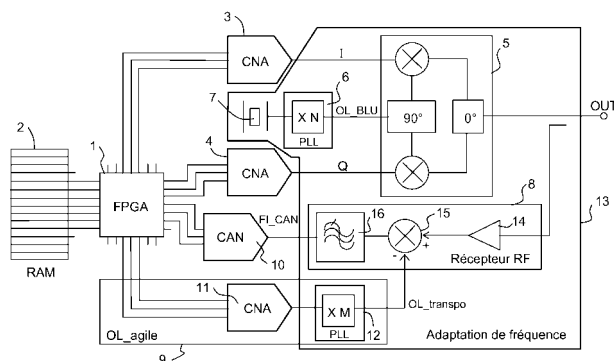 3
CNA
I
5
6
7
X N
PLL
OL_BLU
90°
0°
OUT
2
1
4
FPGA
RAM
CNA
Q
8
13
CAN
FI_CAN
10
16
15
+
-
14
Récepteur RF
11
CNA
X M
PLL
12
OL_transpo
OL_agile
9
Adaptation de fréquence